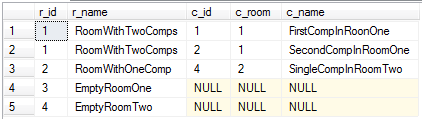 r_id r_name c_id c_room c_name
1 1 RoomWithTwoComps 1 1 FirstCompInRoonOne
2 1 RoomWithTwoComps 2 1 SecondCompInRoomOne
3 2 RoomWithOneComp 4 2 SingleCompInRoomTwo
4 3 EmptyRoomOne NULL NULL NULL
5 4 EmptyRoomTwo NULL NULL NULL